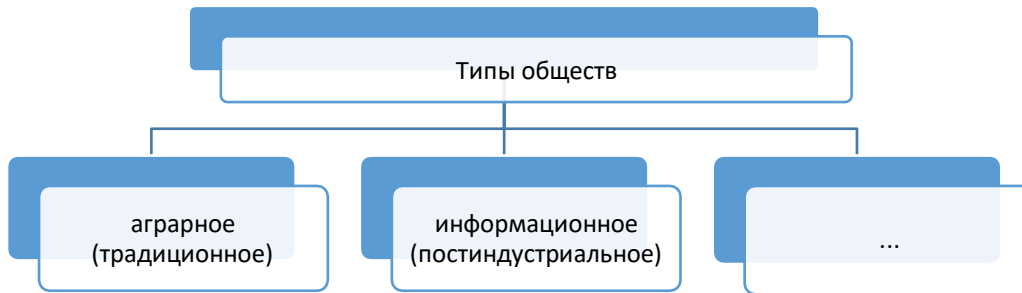 Типы обществ
аграрное
(традиционное)
информационное
(постиндустриальное)
...